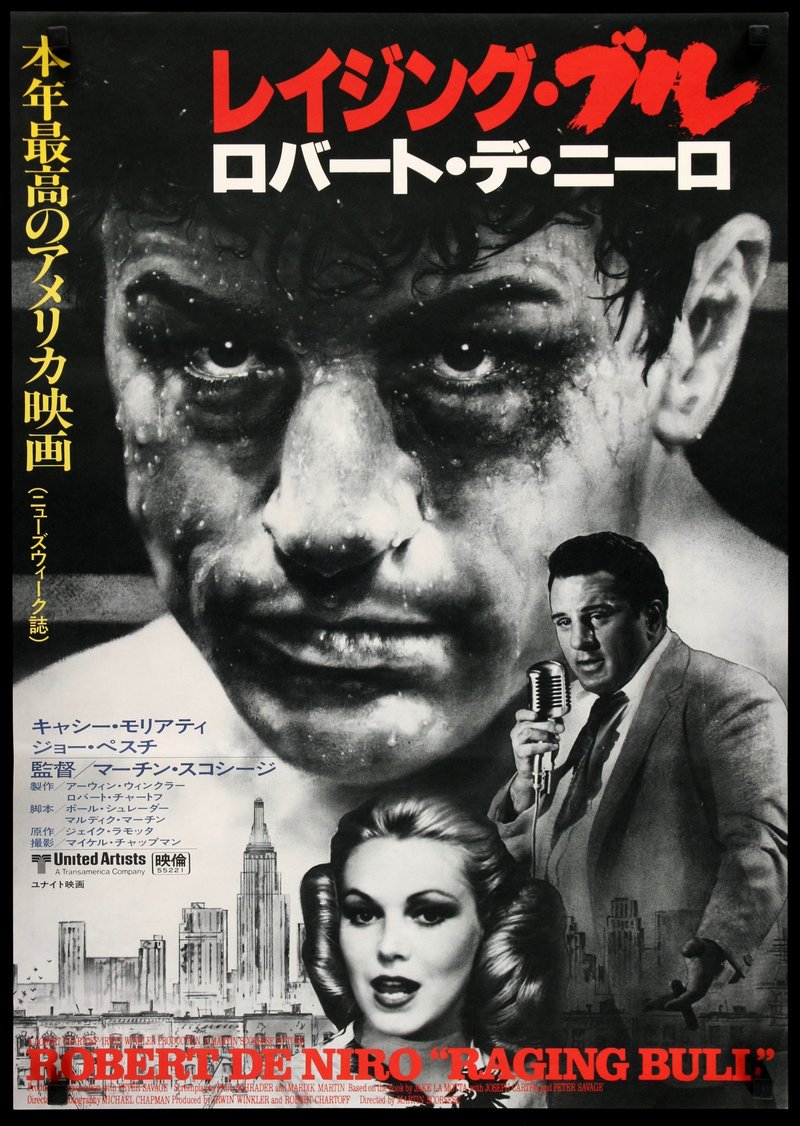 レイジング・ブル
ロバート・デ・ニーロ
本年最高のアメリカ映画
(ニューズウィーク誌)
キャシー・モリアティ
ジョー・ペスチ
監督/マーチン・スコシージ
製作/アーウィン・ウィンクラー
ロバート・チャートフ
脚本/ポール・シュレーダー
マルディク・マーチン
原作/ジェイク・ラモッタ
撮影/マイケル・チャップマン
United Artists
A Transamerica Company
映倫
55221
ユナイト映画
ROBERT DE NIRO "RAGING BULL"
PETER SAVAGE Screenplay by PAUL SCHRADER and MARDIK MARTIN Based on the book by JAKE LA MOTTA with JOSEPH CARTER and PETER SAVAGE
MICHAEL CHAPMAN Produced by IRWIN WINKLER and ROBERT CHARTOFF Directed by MARTIN SCORSESE